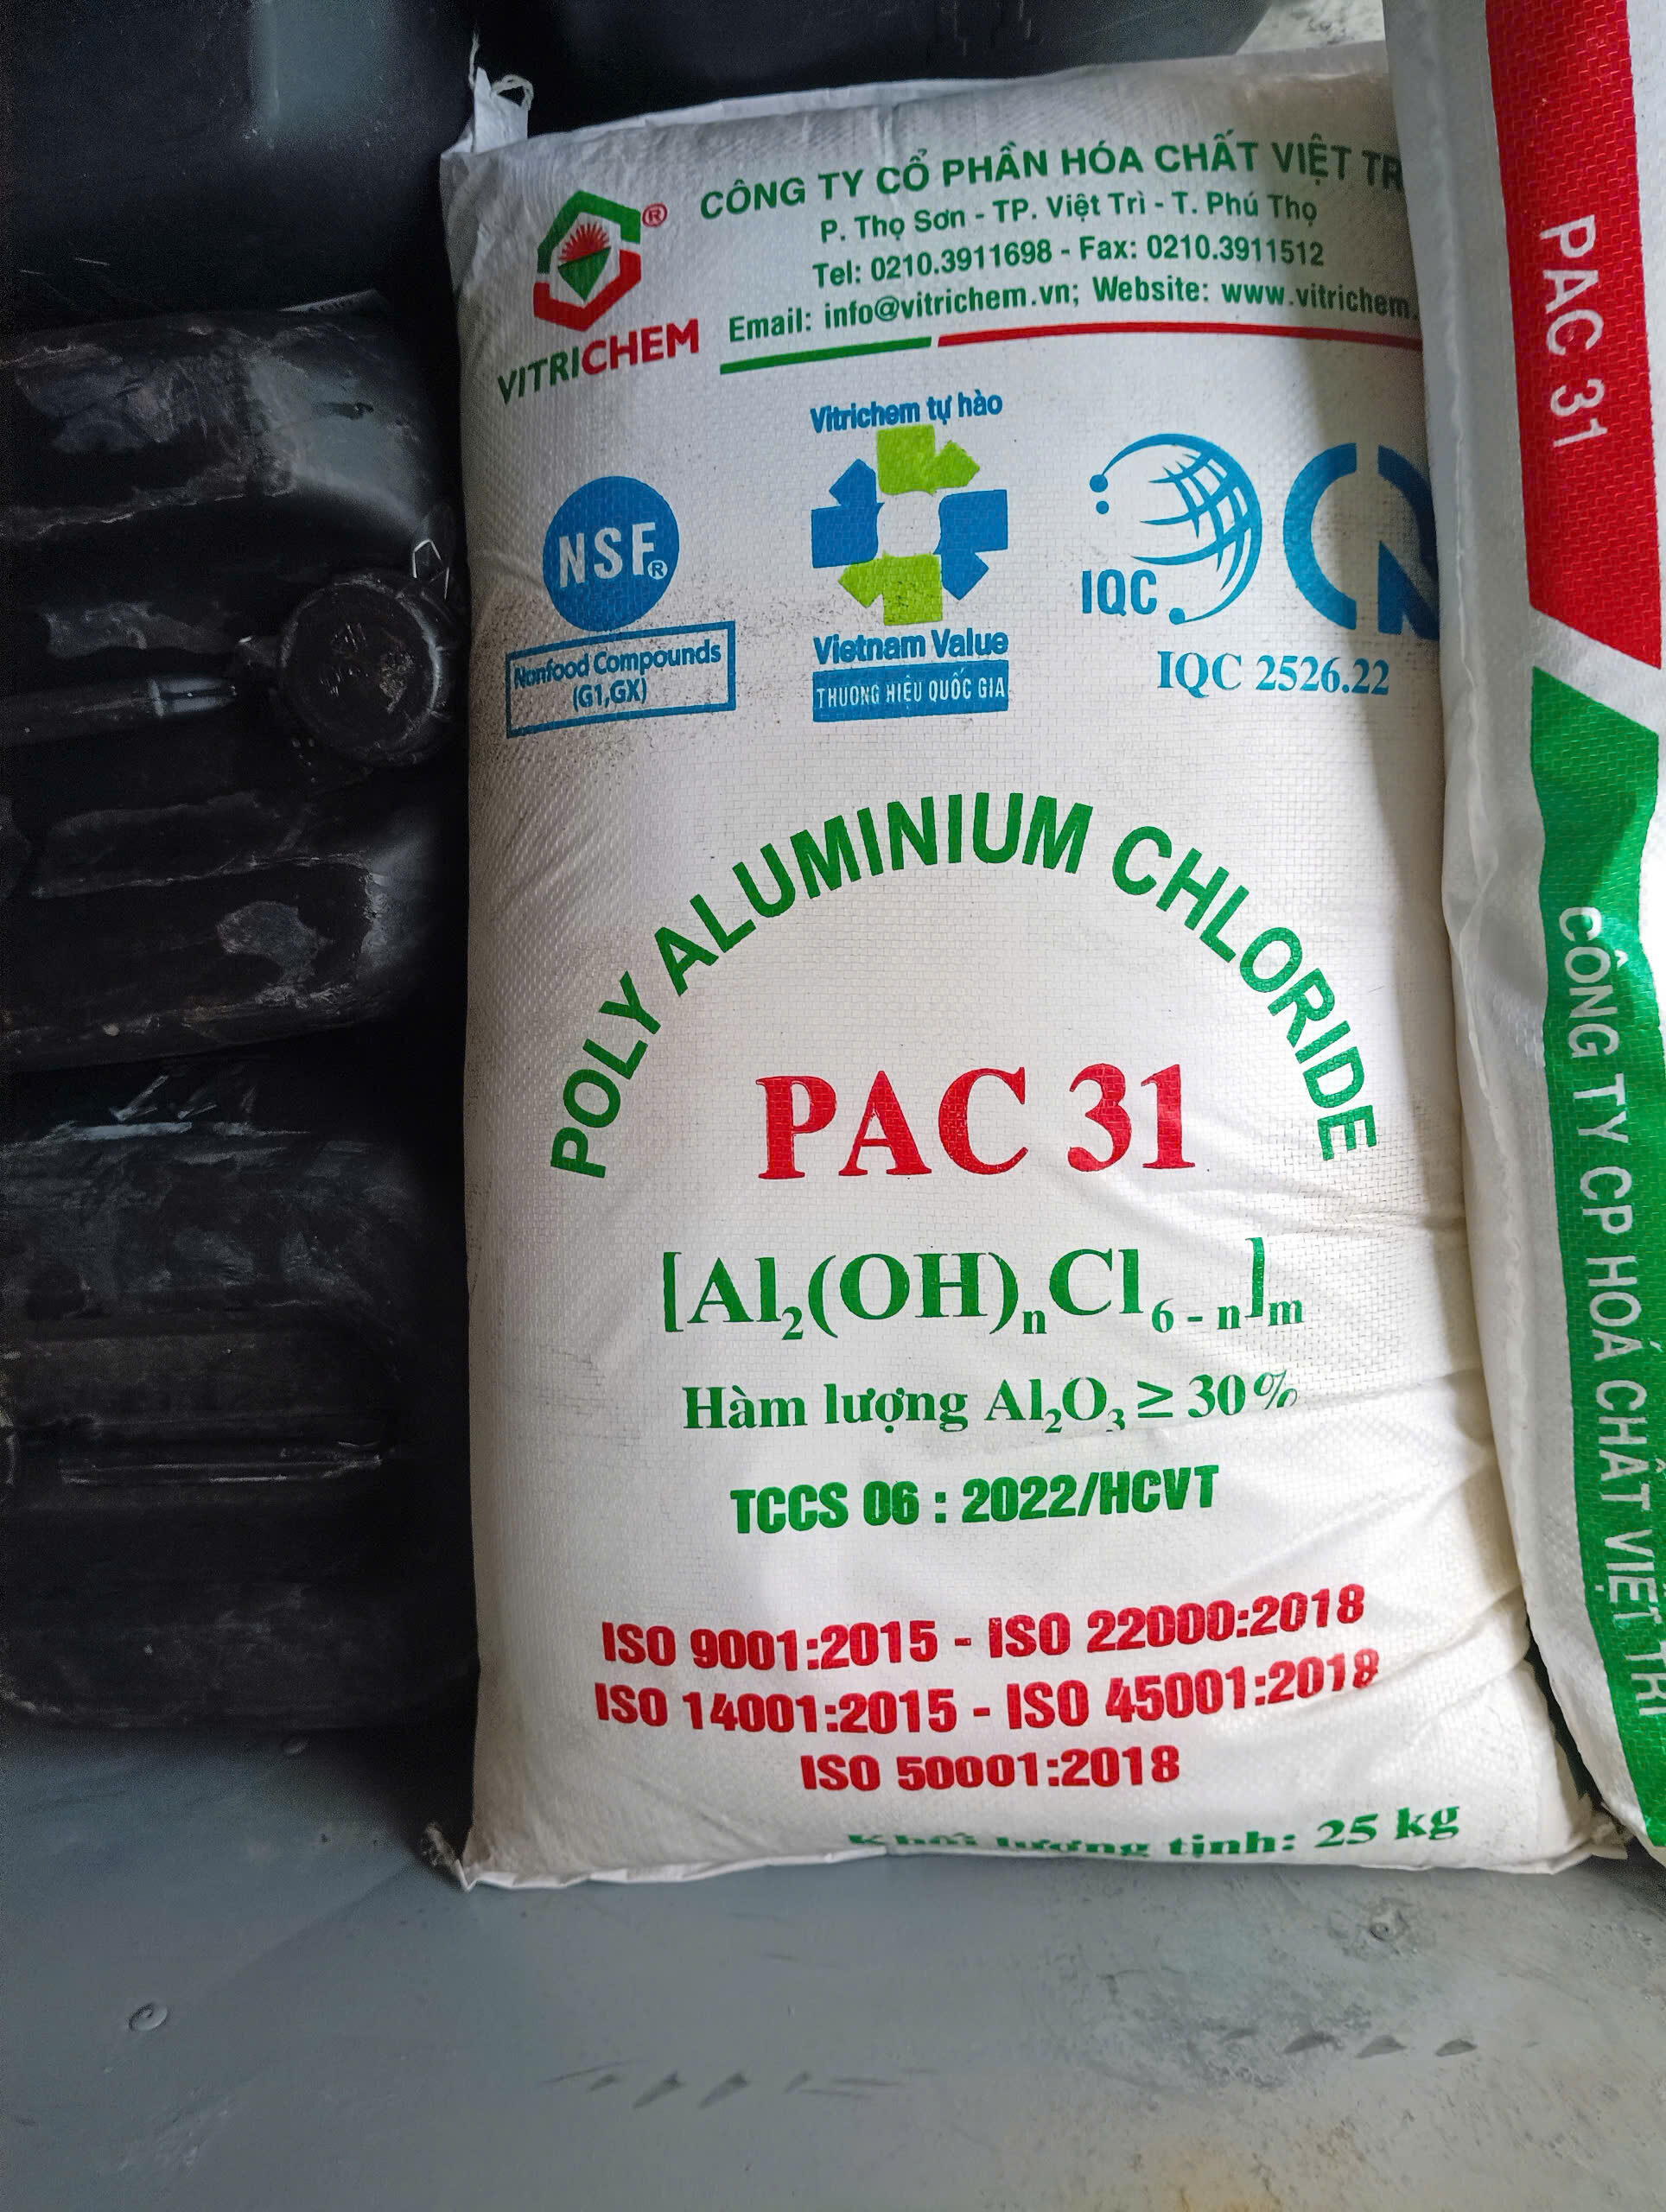 CÔNG TY CỔ PHẦN HÓA CHẤT VIỆT TR
P. Thọ Sơn - TP. Việt Trì - T. Phú Thọ
Tel: 0210.3911698 - Fax: 0210.3911512
Email: info@vitrichem.vn; Website: www.vitrichem.
®
VITRICHEM
Vitrichem tự hào
NSF®
Nonfood Compounds
(G1,GX)
Vietnam Value
THƯƠNG HIỆU QUỐC GIA
IQC
IQC 2526.22
POLY ALUMINIUM CHLORIDE
PAC 31
[Al₂(OH)ₙCl₆₋ₙ]ₘ
Hàm lượng Al₂O₃ ≥ 30%
TCCS 06 : 2022/HCVT
ISO 9001:2015 - ISO 22000:2018
ISO 14001:2015 - ISO 45001:2018
ISO 50001:2018
Khối lượng tịnh: 25 kg
PAC 31
CÔNG TY CP HOÁ CHẤT VIỆT TRÌ